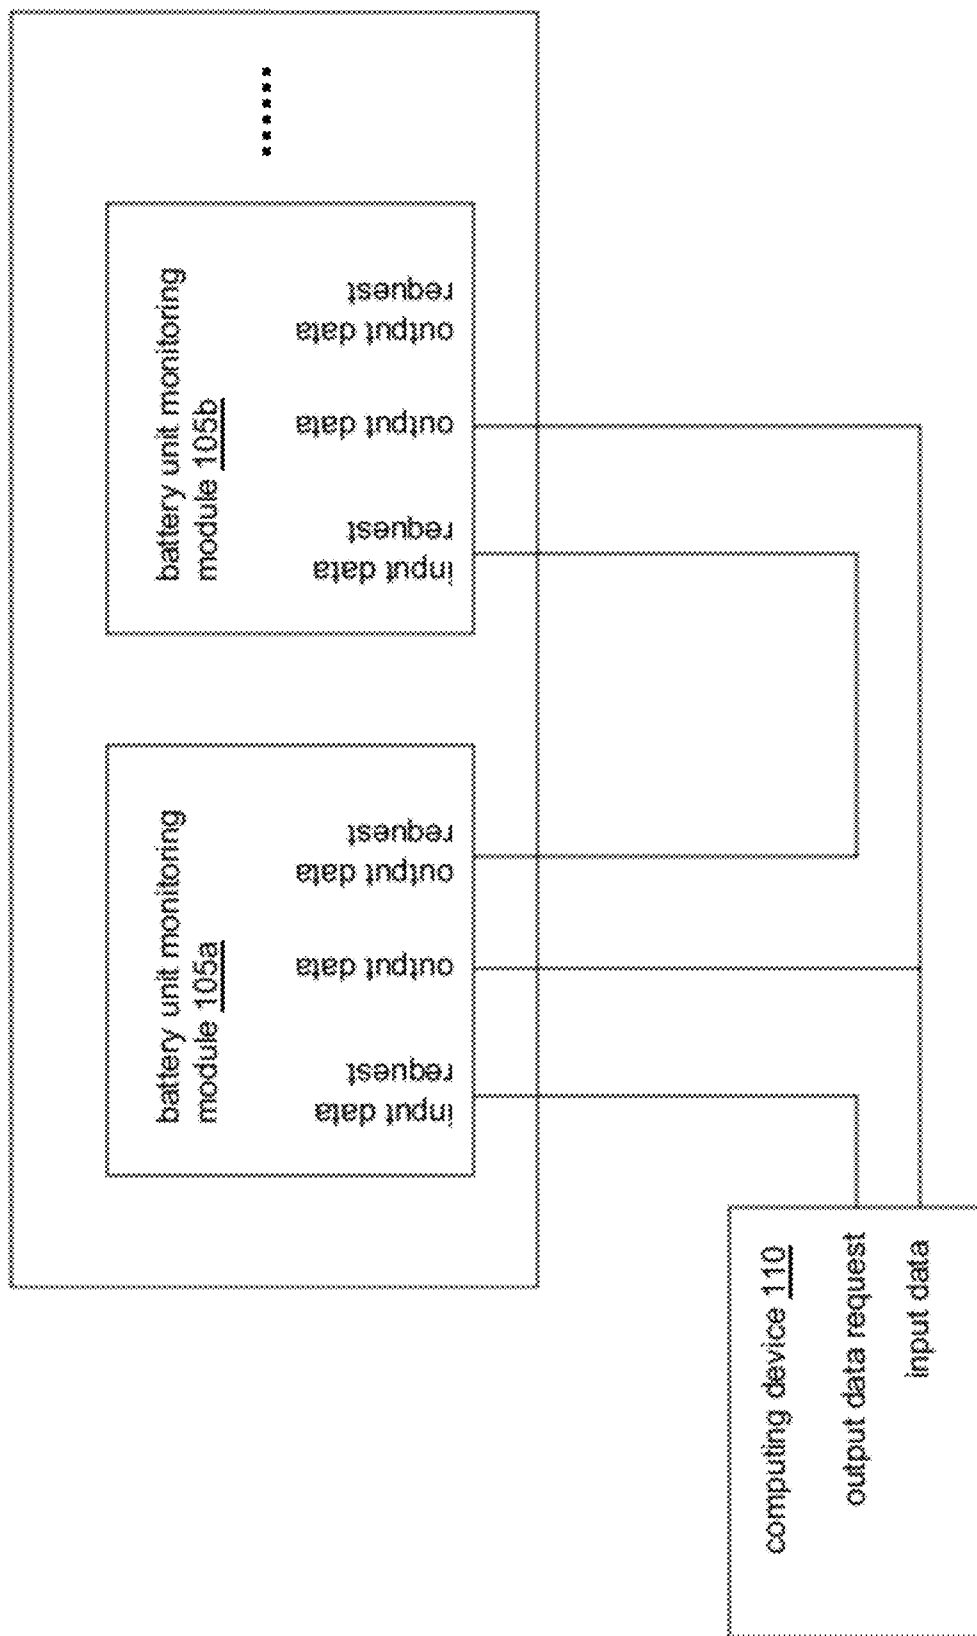 battery unit monitoring
module 105a
input data
request
output data
output data
request
battery unit monitoring
module 105b
input data
request
output data
output data
request
computing device 110
output data request
input data